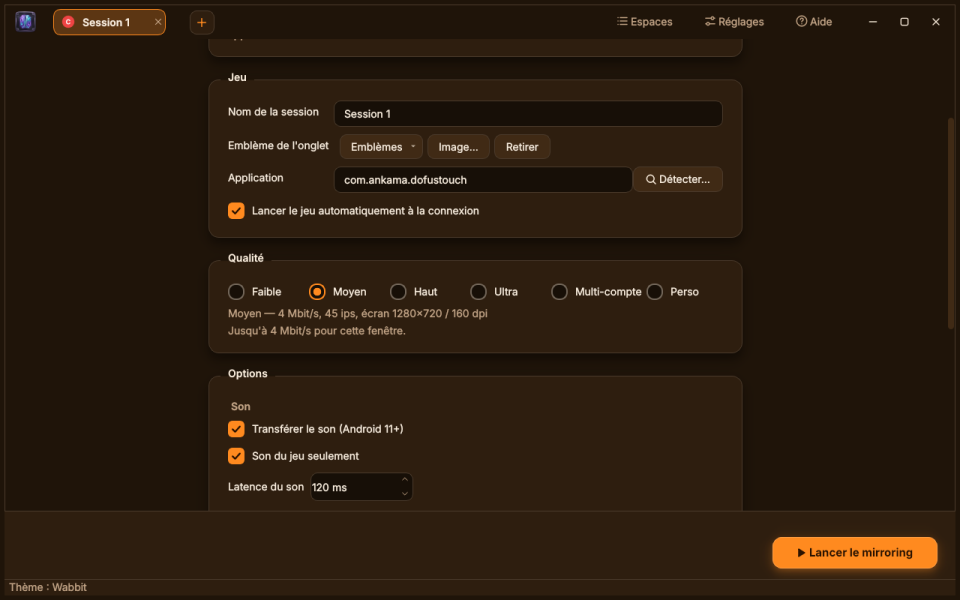 C Session 1
Espaces
Réglages
Aide
Jeu
Nom de la session
Session 1
Emblème de l'onglet
Emblèmes
Image...
Retirer
Application
com.ankama.dofustouch
Détecter...
Lancer le jeu automatiquement à la connexion
Qualité
Faible
Moyen
Haut
Ultra
Multi-compte
Perso
Moyen — 4 Mbit/s, 45 ips, écran 1280×720 / 160 dpi
Jusqu'à 4 Mbit/s pour cette fenêtre.
Options
Son
Transférer le son (Android 11+)
Son du jeu seulement
Latence du son
120 ms
Lancer le mirroring
Thème : Wabbit